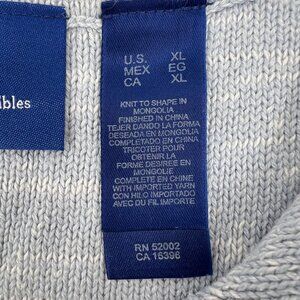 ibles
U.S. XL
MEX EG
CA XL
KNIT TO SHAPE IN
MONGOLIA
FINISHED IN CHINA
TEJER DANDO LA FORMA
DESEADA EN MONGOLIA
COMPLETADO EN CHINA
TRICOTER POUR
OBTENIR LA
FORME DESIREE EN
MONGOLIE
COMPLETE EN CHINE
WITH IMPORTED YARN
CON HILO IMPORTADO
AVEC DU FIL IMPORTE
RN 52002
CA 16396